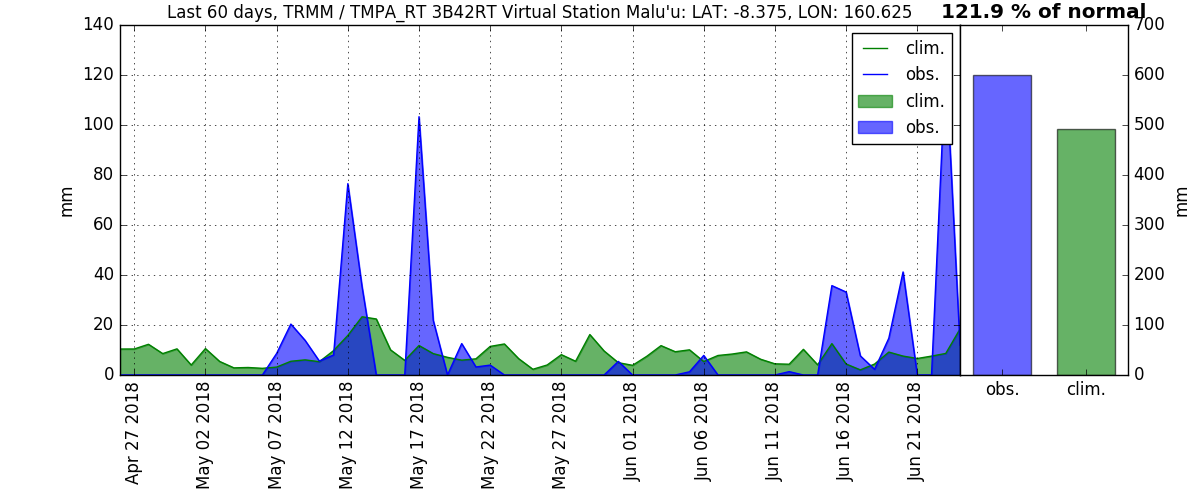 Last 60 days, TRMM / TMPA_RT 3B42RT Virtual Station Malu'u: LAT: -8.375, LON: 160.625
121.9 % of normal
140
120
100
80
60
40
20
0
mm
clim.
obs.
clim.
obs.
700
600
500
400
300
200
100
0
mm
Apr 27 2018
May 02 2018
May 07 2018
May 12 2018
May 17 2018
May 22 2018
May 27 2018
Jun 01 2018
Jun 06 2018
Jun 11 2018
Jun 16 2018
Jun 21 2018
obs.
clim.